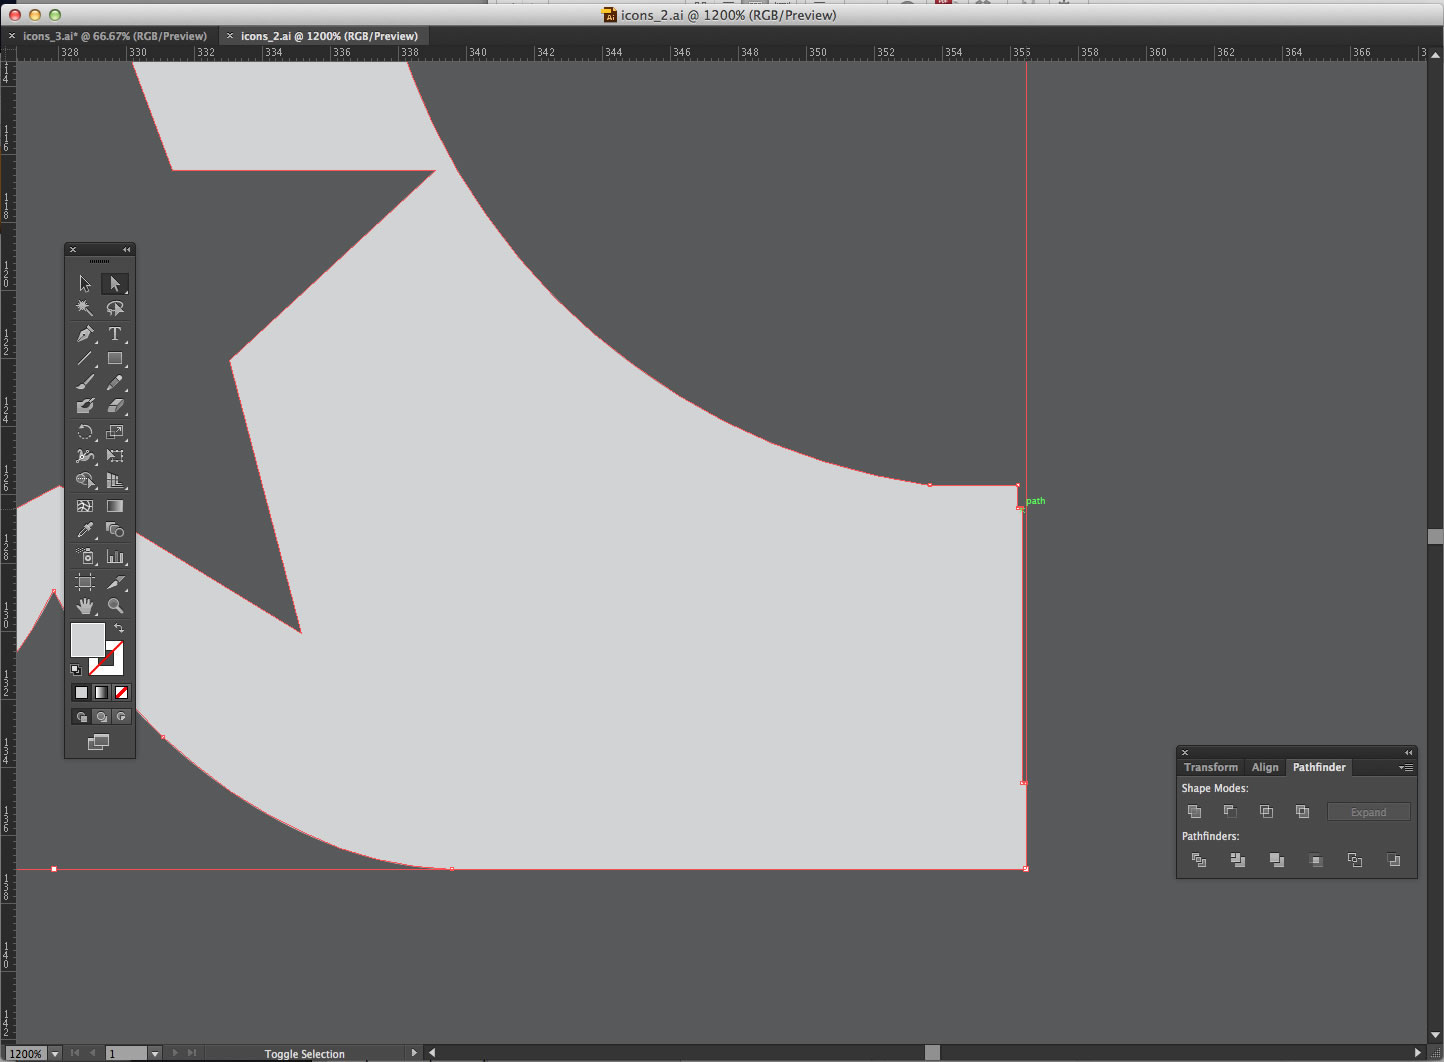 icons_2.ai @ 1200% (RGB/Preview)
icons_3.ai* @ 66.67% (RGB/Preview)
icons_2.ai @ 1200% (RGB/Preview)
328 330 332 334 336 338 340 342 344 346 348 350 352 354 356 358 360 362 364 366 3
114
116
118
120
122
124
126
128
130
132
134
136
138
140
142
path
T
Transform Align Pathfinder
Shape Modes:
Expand
Pathfinders:
1200% 1 Toggle Selection